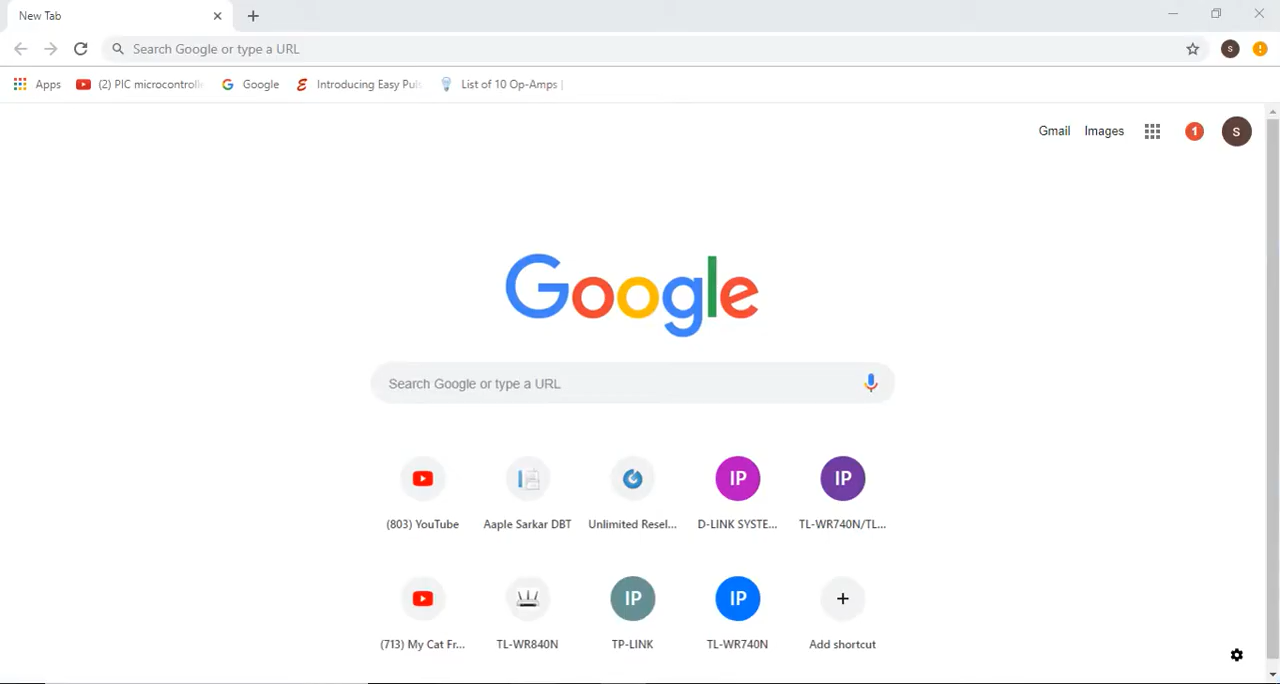 New Tab
Search Google or type a URL
S
Apps
(2) PIC microcontroll
Google
Introducing Easy Pul
List of 10 Op-Amps |
Gmail
Images
1
S
Google
Search Google or type a URL
IP
IP
(803) YouTube
Aaple Sarkar DBT
Unlimited Resel...
D-LINK SYSTE...
TL-WR740N/TL...
IP
IP
(713) My Cat Fr...
TL-WR840N
TP-LINK
TL-WR740N
Add shortcut